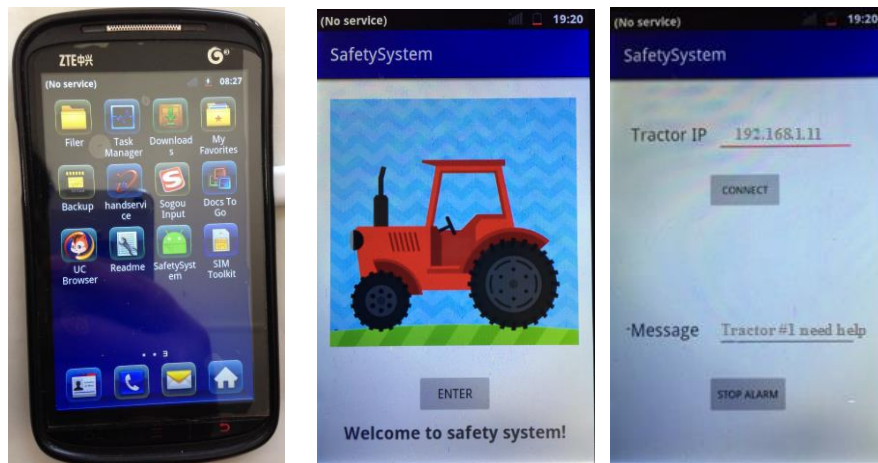 ZTE中兴
G
(No service) 08:27
Filer
Task
Manager
Download
s
My
Favorites
Backup
handservi
ce
Sogou
Input
Docs To
Go
UC
Browser
Readme
SafetySyst
em
SIM
Toolkit
3
(No service) 19:20
SafetySystem
ENTER
Welcome to safety system!
(No service) 19:20
SafetySystem
Tractor IP 192.168.1.11
CONNECT
Message Tractor #1 need help
STOP ALARM